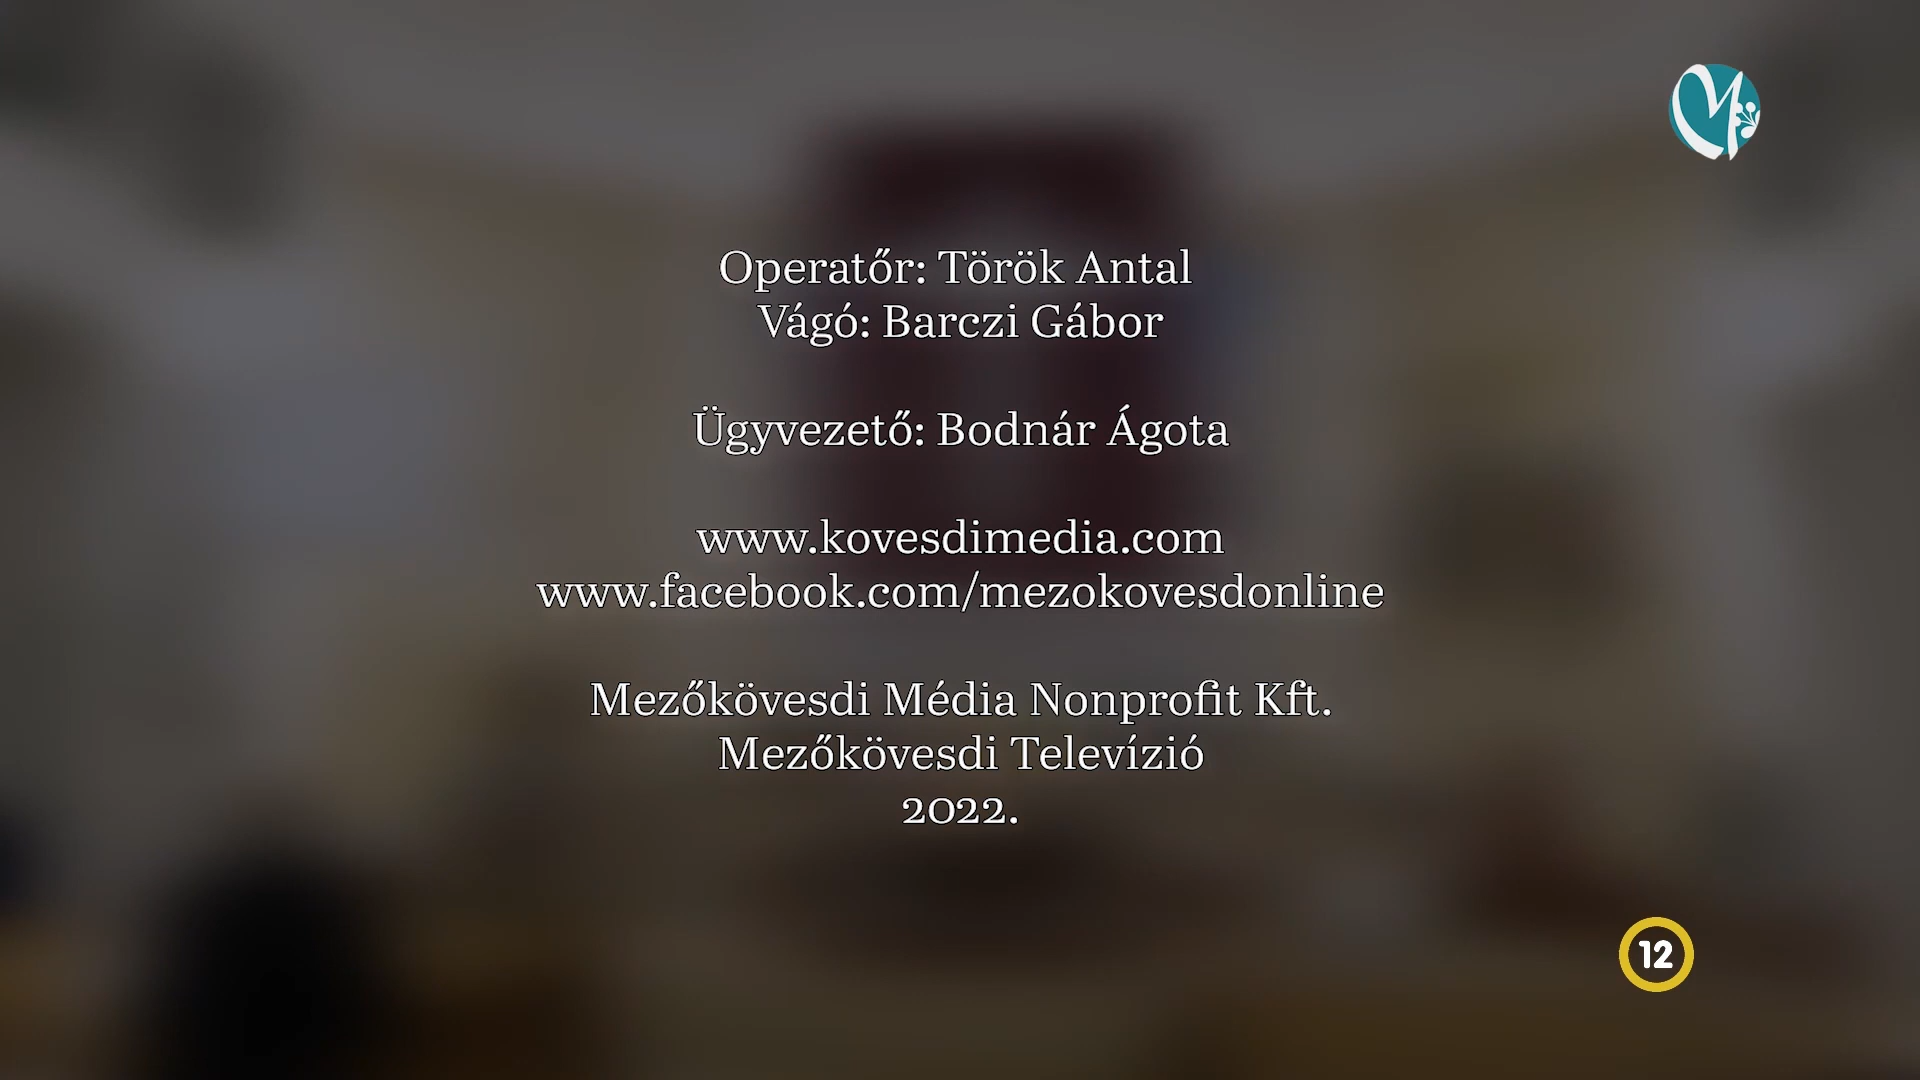 Operatőr: Török Antal
Vágó: Barczi Gábor
Ügyvezető: Bodnár Ágota
www.kovesdimedia.com
www.facebook.com/mezokovesdonline
Mezőkövesdi Média Nonprofit Kft.
Mezőkövesdi Televízió
2022.
12